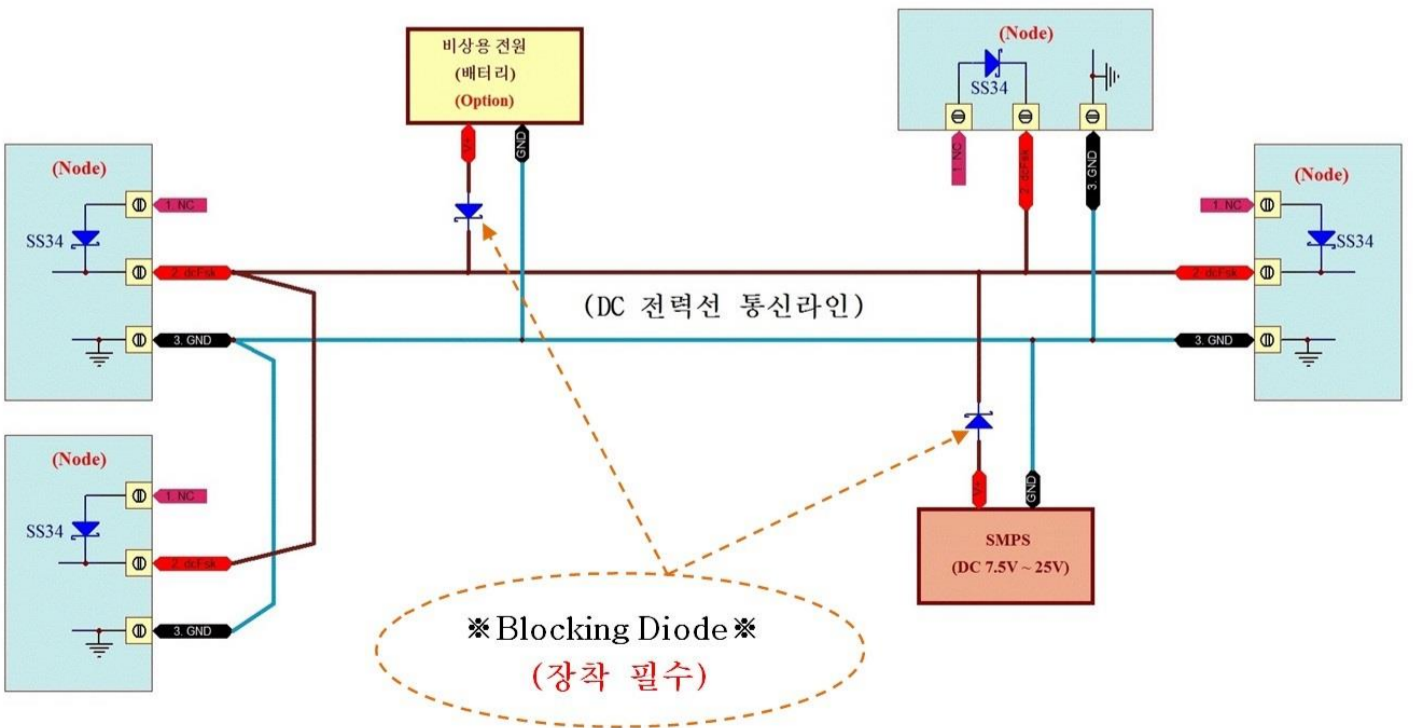 비상용 전원
(배터리)
(Option)
V+
GND
(Node)
SS34
1. NC
2. dcFsk
3. GND
(Node)
1. NC
SS34
2. dcFsk
3. GND
(Node)
1. NC
SS34
2. dcFsk
3. GND
(DC 전력선 통신라인)
(Node)
1. NC
SS34
2. dcFsk
3. GND
V+
GND
SMPS
(DC 7.5V ~ 25V)
※Blocking Diode※
(장착 필수)